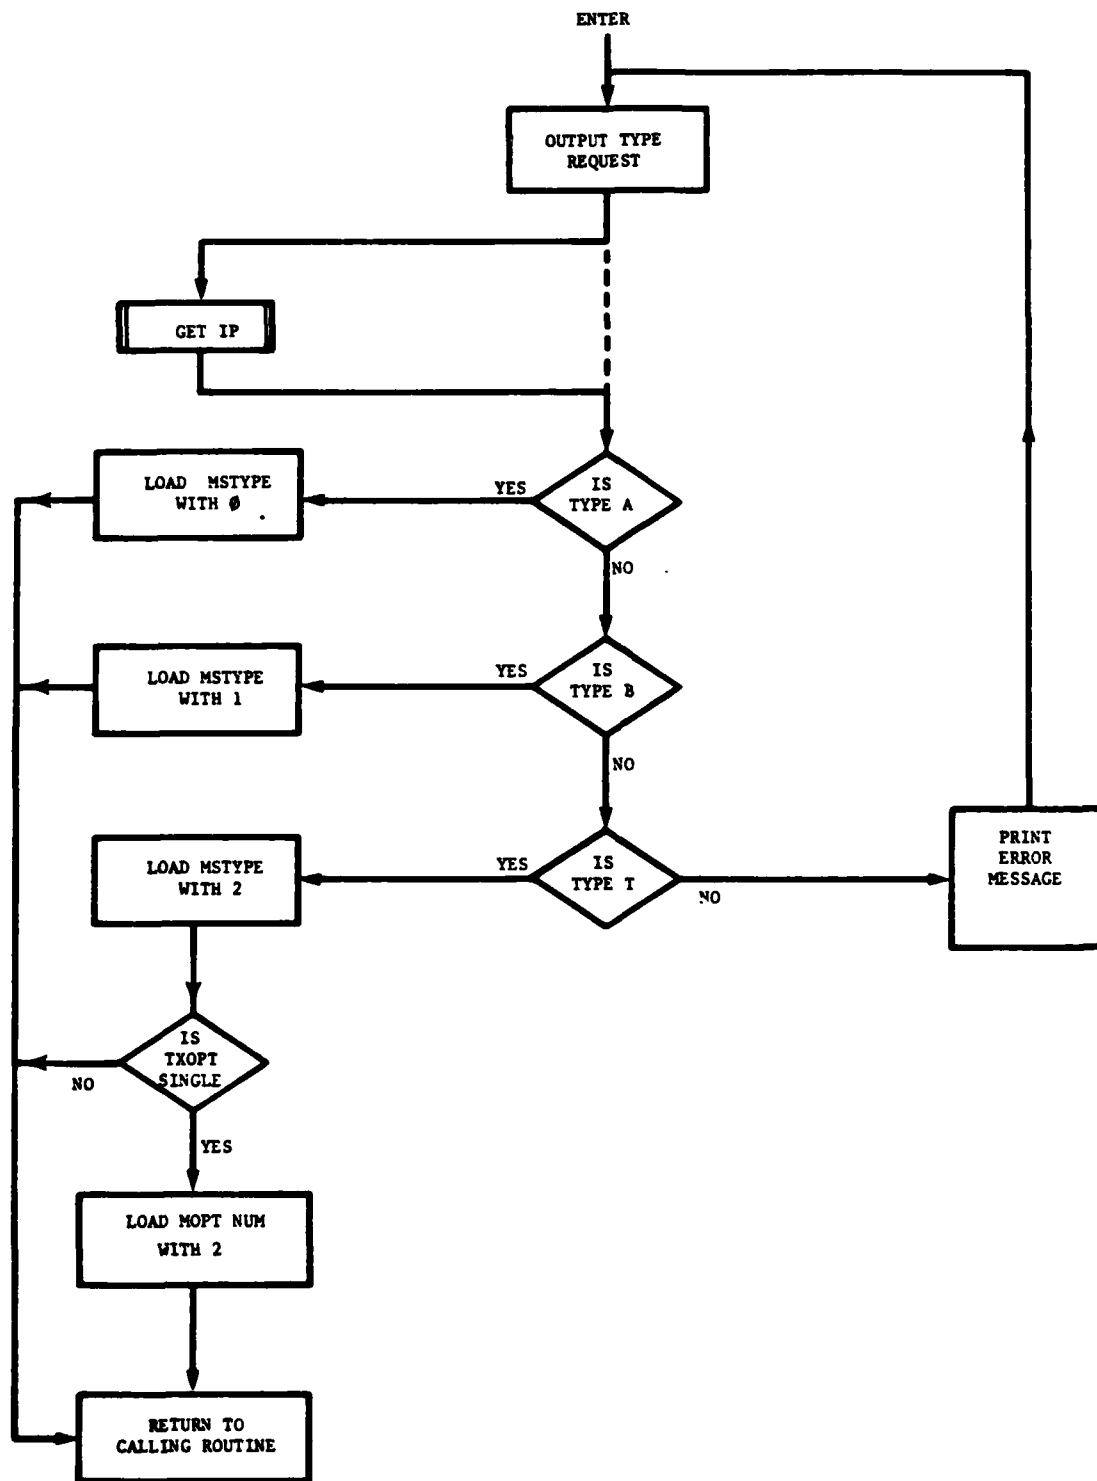 ENTER
OUTPUT TYPE
REQUEST
GET IP
LOAD MSTYPE
WITH Ø
YES
IS
TYPE A
NO
LOAD MSTYPE
WITH 1
YES
IS
TYPE B
NO
LOAD MSTYPE
WITH 2
YES
IS
TYPE T
NO
PRINT
ERROR
MESSAGE
IS
TXOPT
SINGLE
NO
YES
LOAD MOPT NUM
WITH 2
RETURN TO
CALLING ROUTINE